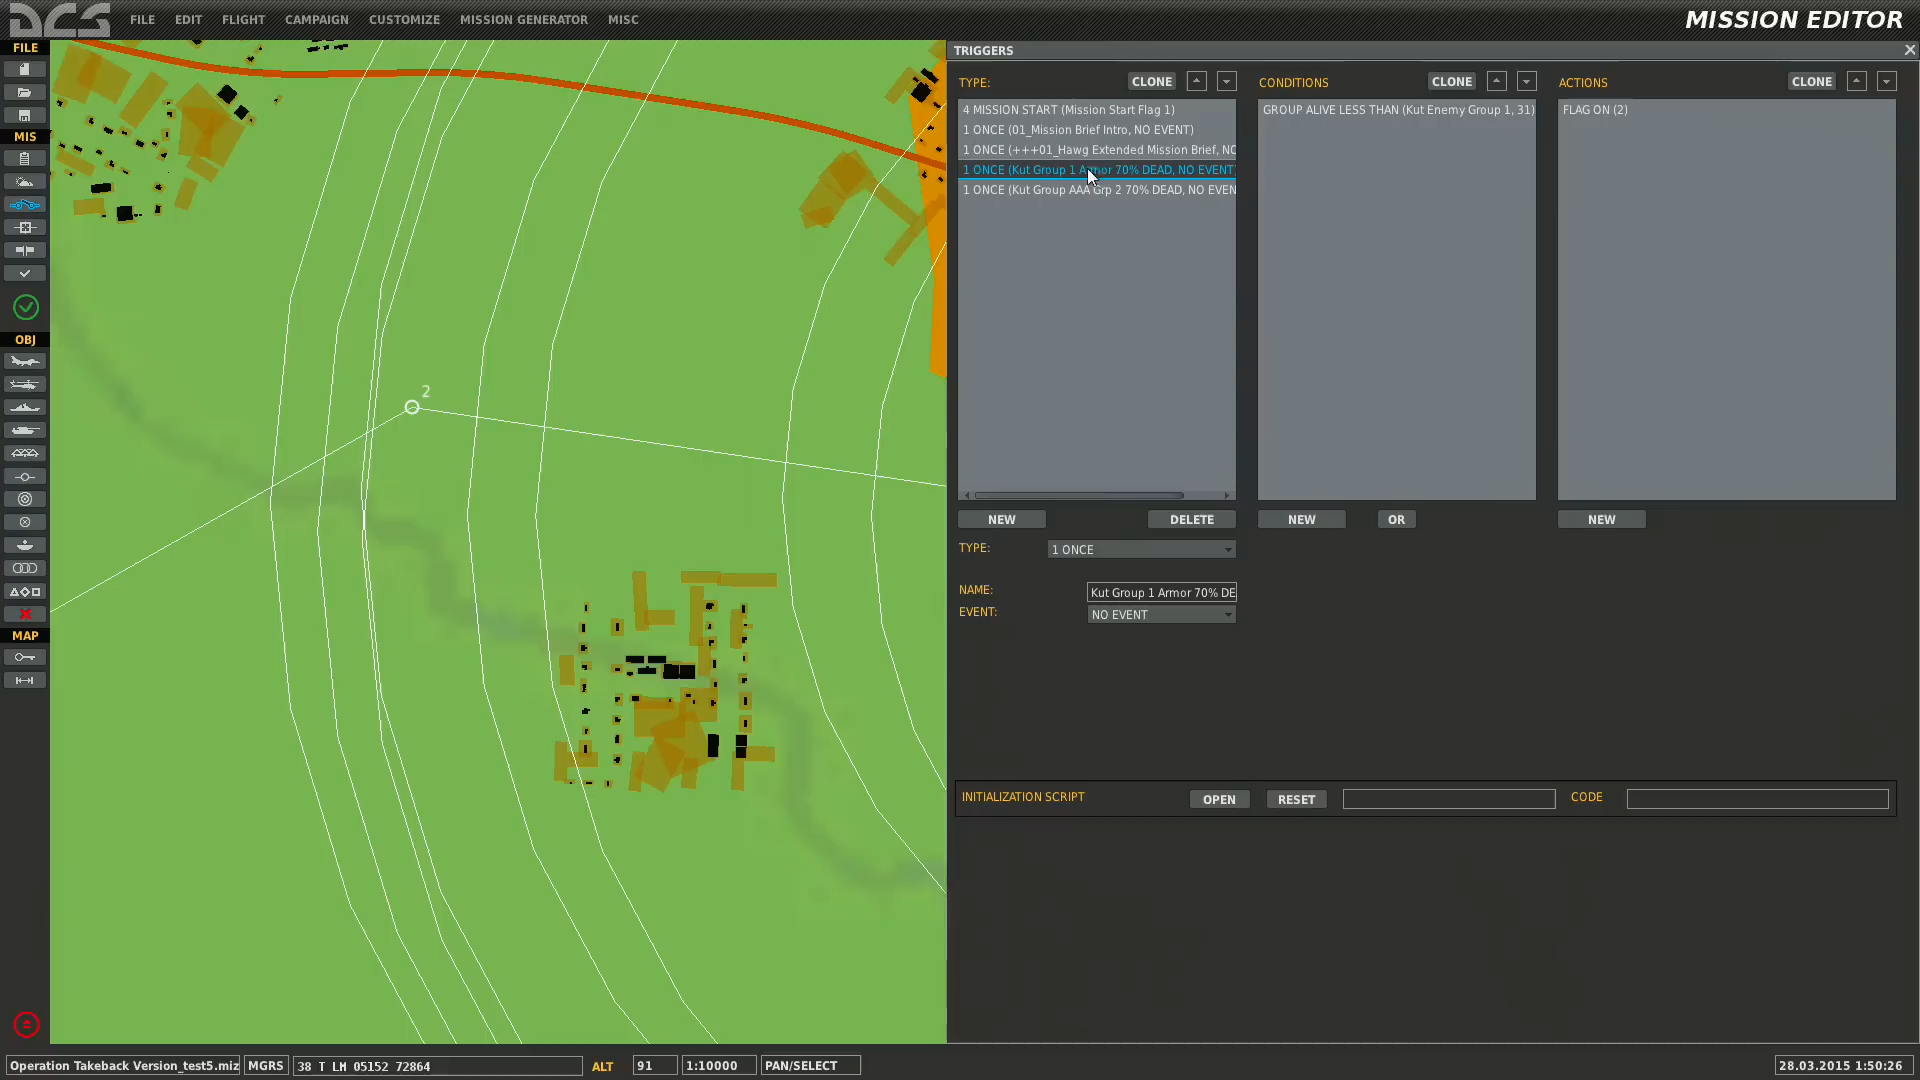 DCS FILE EDIT FLIGHT CAMPAIGN CUSTOMIZE MISSION GENERATOR MISC MISSION EDITOR
FILE
MIS
OBJ
MAP
2
TRIGGERS
TYPE: CLONE CONDITIONS CLONE ACTIONS CLONE
4 MISSION START (Mission Start Flag 1)
1 ONCE (01_Mission Brief Intro, NO EVENT)
1 ONCE (+++01_Hawg Extended Mission Brief, NO
1 ONCE (Kut Group 1 Armor 70% DEAD, NO EVENT
1 ONCE (Kut Group AAA Grp 2 70% DEAD, NO EVEN
GROUP ALIVE LESS THAN (Kut Enemy Group 1, 31)
FLAG ON (2)
NEW DELETE NEW OR NEW
TYPE: 1 ONCE
NAME: Kut Group 1 Armor 70% DE
EVENT: NO EVENT
INITIALIZATION SCRIPT OPEN RESET CODE
Operation Takeback Version_test5.miz MGRS 38 T LM 05152 72864 ALT 91 1:10000 PAN/SELECT 28.03.2015 1:50:26